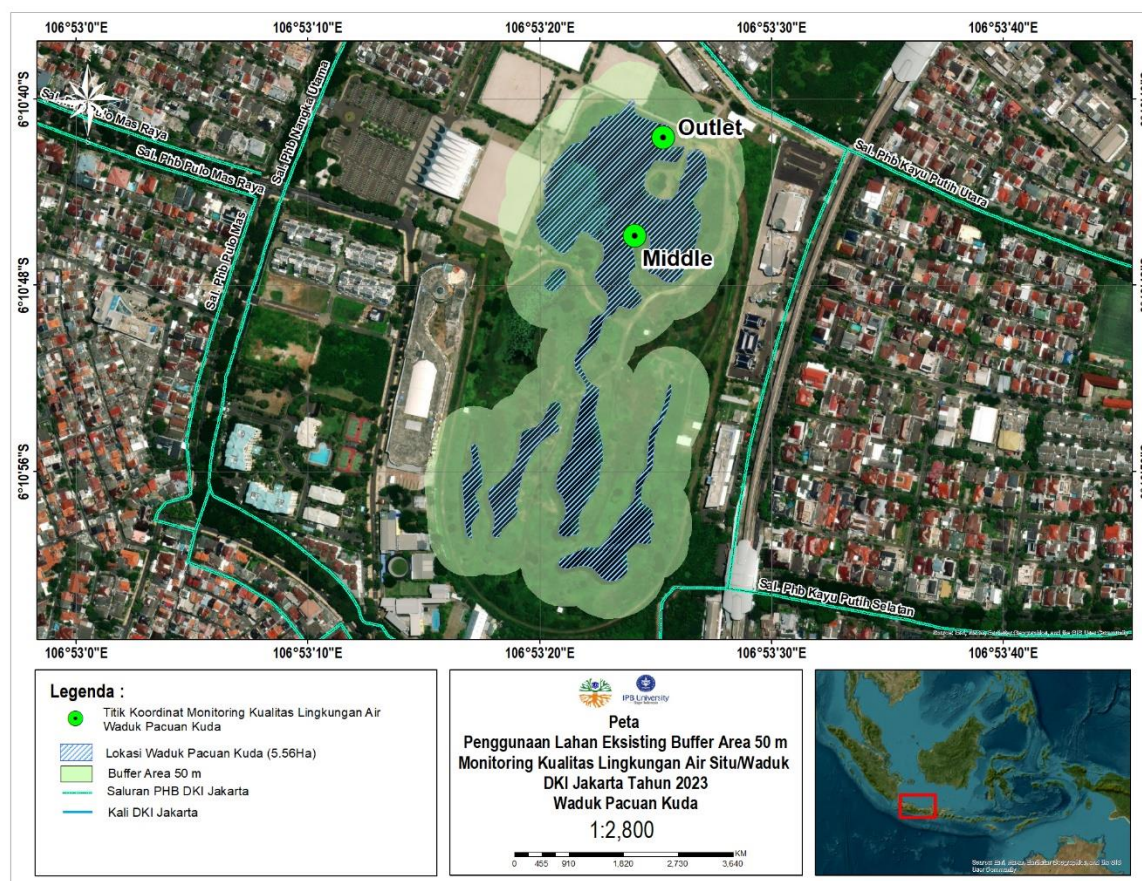 106°53'0"E 106°53'10"E 106°53'20"E 106°53'30"E 106°53'40"E
6°10'40"S
6°10'48"S
6°10'56"S
Sal. Phb Pulo Mas Raya
Sal. Phb Pulo Mas Raya
Sal. Phb Nangka Utama
Sal. Phb Pulo Mas
Outlet
Middle
Sal. Phb Kayu Putih Utara
Sal. Phb Kayu Putih Selatan
106°53'0"E 106°53'10"E 106°53'20"E 106°53'30"E 106°53'40"E
Legenda :
Titik Koordinat Monitoring Kualitas Lingkungan Air
Waduk Pacuan Kuda
Lokasi Waduk Pacuan Kuda (5.56Ha)
Buffer Area 50 m
Saluran PHB DKI Jakarta
Kali DKI Jakarta
IPB University
Peta
Penggunaan Lahan Eksisting Buffer Area 50 m
Monitoring Kualitas Lingkungan Air Situ/Waduk
DKI Jakarta Tahun 2023
Waduk Pacuan Kuda
1:2,800
KM
0 455 910 1,820 2,730 3,640